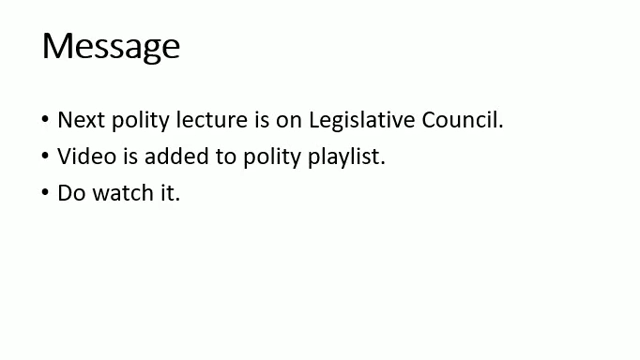 Message
• Next polity lecture is on Legislative Council.
• Video is added to polity playlist.
• Do watch it.